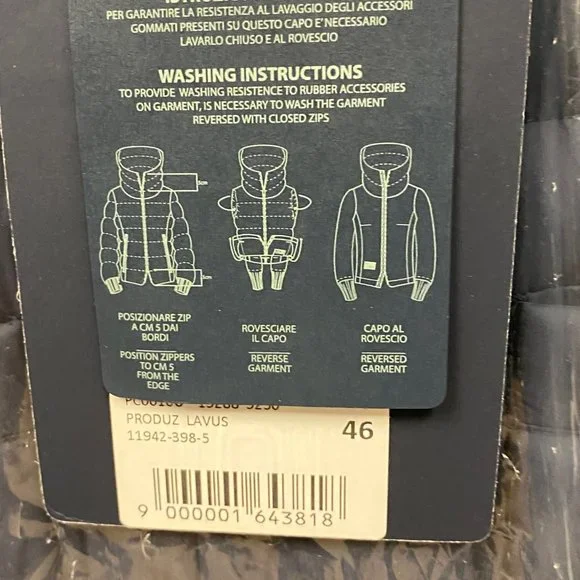 PER GARANTIRE LA RESISTENZA AL LAVAGGIO DEGLI ACCESSORI
GOMMATI PRESENTI SU QUESTO CAPO E' NECESSARIO
LAVARLO CHIUSO E AL ROVESCIO
WASHING INSTRUCTIONS
TO PROVIDE WASHING RESISTENCE TO RUBBER ACCESSORIES
ON GARMENT, IS NECESSARY TO WASH THE GARMENT
REVERSED WITH CLOSED ZIPS
5cm
5cm
POSIZIONARE ZIP
A CM 5 DAI
BORDI
POSITION ZIPPERS
TO CM 5
FROM THE
EDGE
ROVESCIARE
IL CAPO
REVERSE
GARMENT
CAPO AL
ROVESCIO
REVERSED
GARMENT
PRODUZ LAVUS
11942-398-5
46
9 000001 643818